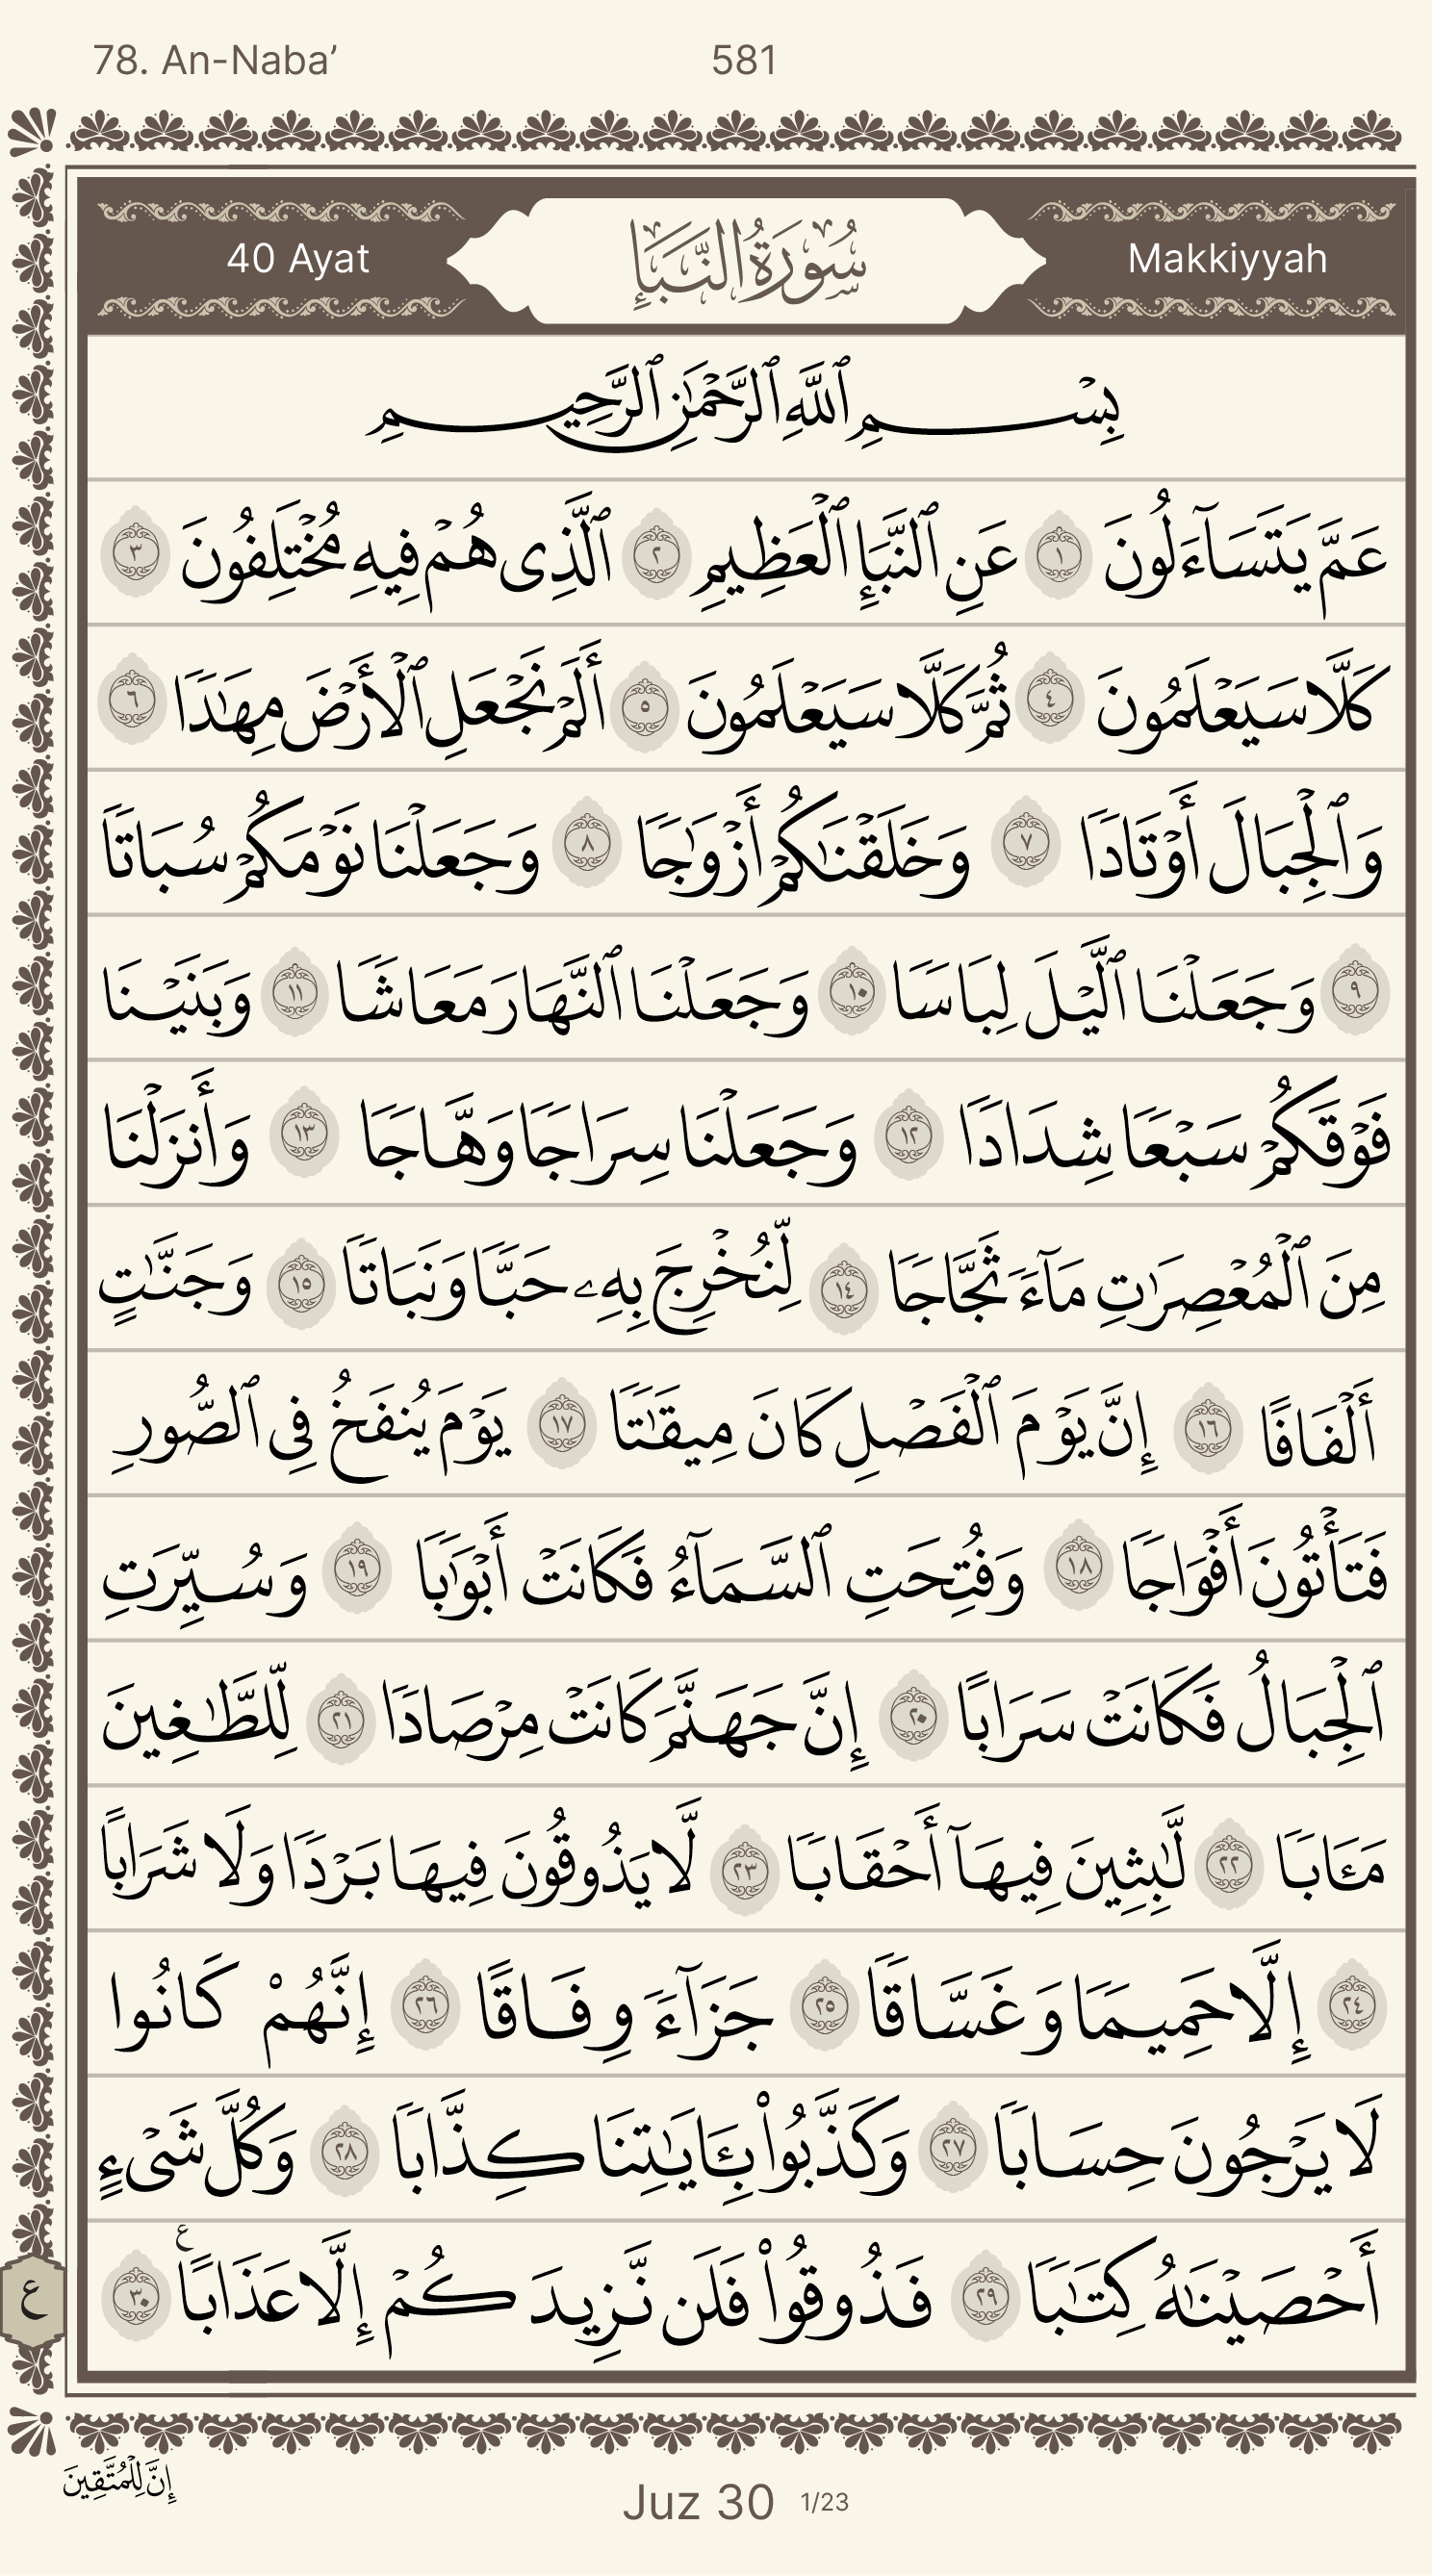 78. An-Naba’ 581
40 Ayat سُورَةُ النَّبَإِ Makkiyyah
بِسْمِ ٱللَّهِ ٱلرَّحْمَٰنِ ٱلرَّحِيمِ
عَمَّ يَتَسَآءَلُونَ ١ عَنِ ٱلنَّبَإِ ٱلْعَظِيمِ ٢ ٱلَّذِى هُمْ فِيهِ مُخْتَلِفُونَ ٣
كَلَّا سَيَعْلَمُونَ ٤ ثُمَّ كَلَّا سَيَعْلَمُونَ ٥ أَلَمْ نَجْعَلِ ٱلْأَرْضَ مِهَٰدًا ٦
وَٱلْجِبَالَ أَوْتَادًا ٧ وَخَلَقْنَٰكُمْ أَزْوَٰجًا ٨ وَجَعَلْنَا نَوْمَكُمْ سُبَاتًا
٩ وَجَعَلْنَا ٱلَّيْلَ لِبَاسًا ١٠ وَجَعَلْنَا ٱلنَّهَارَ مَعَاشًا ١١ وَبَنَيْنَا
فَوْقَكُمْ سَبْعًا شِدَادًا ١٢ وَجَعَلْنَا سِرَاجًا وَهَّاجًا ١٣ وَأَنزَلْنَا
مِنَ ٱلْمُعْصِرَٰتِ مَآءً ثَجَّاجًا ١٤ لِّنُخْرِجَ بِهِۦ حَبًّا وَنَبَاتًا ١٥ وَجَنَّٰتٍ
أَلْفَافًا ١٦ إِنَّ يَوْمَ ٱلْفَصْلِ كَانَ مِيقَٰتًا ١٧ يَوْمَ يُنفَخُ فِى ٱلصُّورِ
فَتَأْتُونَ أَفْوَاجًا ١٨ وَفُتِحَتِ ٱلسَّمَآءُ فَكَانَتْ أَبْوَٰبًا ١٩ وَسُيِّرَتِ
ٱلْجِبَالُ فَكَانَتْ سَرَابًا ٢٠ إِنَّ جَهَنَّمَ كَانَتْ مِرْصَادًا ٢١ لِّلطَّٰغِينَ
مَـَٔابًا ٢٢ لَّٰبِثِينَ فِيهَآ أَحْقَابًا ٢٣ لَّا يَذُوقُونَ فِيهَا بَرْدًا وَلَا شَرَابًا
٢٤ إِلَّا حَمِيمًا وَغَسَّاقًا ٢٥ جَزَآءً وِفَاقًا ٢٦ إِنَّهُمْ كَانُوا
لَا يَرْجُونَ حِسَابًا ٢٧ وَكَذَّبُوا۟ بِـَٔايَٰتِنَا كِذَّابًا ٢٨ وَكُلَّ شَىْءٍ
أَحْصَيْنَٰهُ كِتَٰبًا ٢٩ فَذُوقُوا۟ فَلَن نَّزِيدَكُمْ إِلَّا عَذَابًا ࣖ ٣٠
ع
إِنَّ لِلْمُتَّقِينَ
Juz 30 1/23